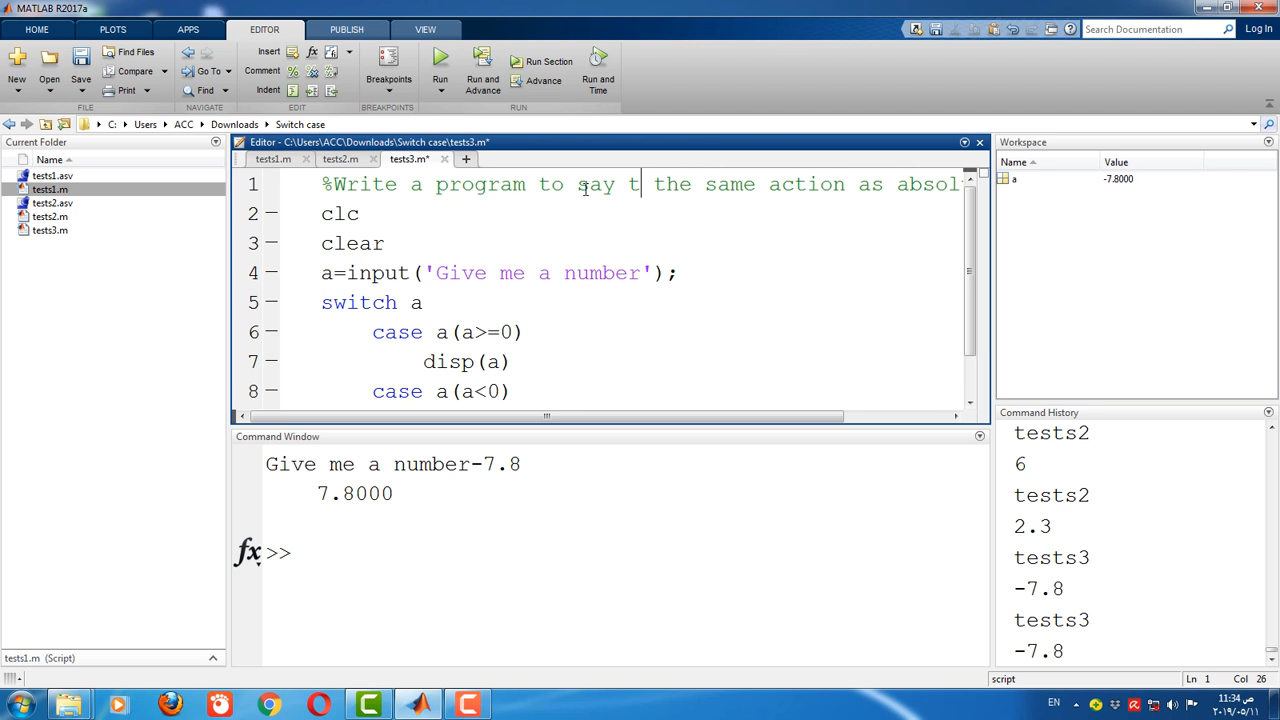 MATLAB R2017a
HOME PLOTS APPS EDITOR PUBLISH VIEW Search Documentation Log In
New Open Save Find Files Compare Print
Go To Find
Insert fx Comment Indent
Breakpoints Run Run and Advance Run Section Advance Run and Time
FILE NAVIGATE EDIT BREAKPOINTS RUN
C: Users ACC Downloads Switch case
Current Folder
Name
tests1.asv
tests1.m
tests2.asv
tests2.m
tests3.m
tests1.m (Script)
Editor - C:\Users\ACC\Downloads\Switch case\tests3.m*
tests1.m tests2.m tests3.m*
1 %Write a program to say t the same action as absol
2 clc
3 clear
4 a=input('Give me a number');
5 switch a
6 case a(a>=0)
7 disp(a)
8 case a(a<0)
Command Window
Give me a number-7.8
7.8000
fx >>
Workspace
Name Value
a -7.8000
Command History
tests2
6
tests2
2.3
tests3
-7.8
tests3
-7.8
script Ln 1 Col 26
EN 11:34 ص
٢٠١٩/٠٥/١١